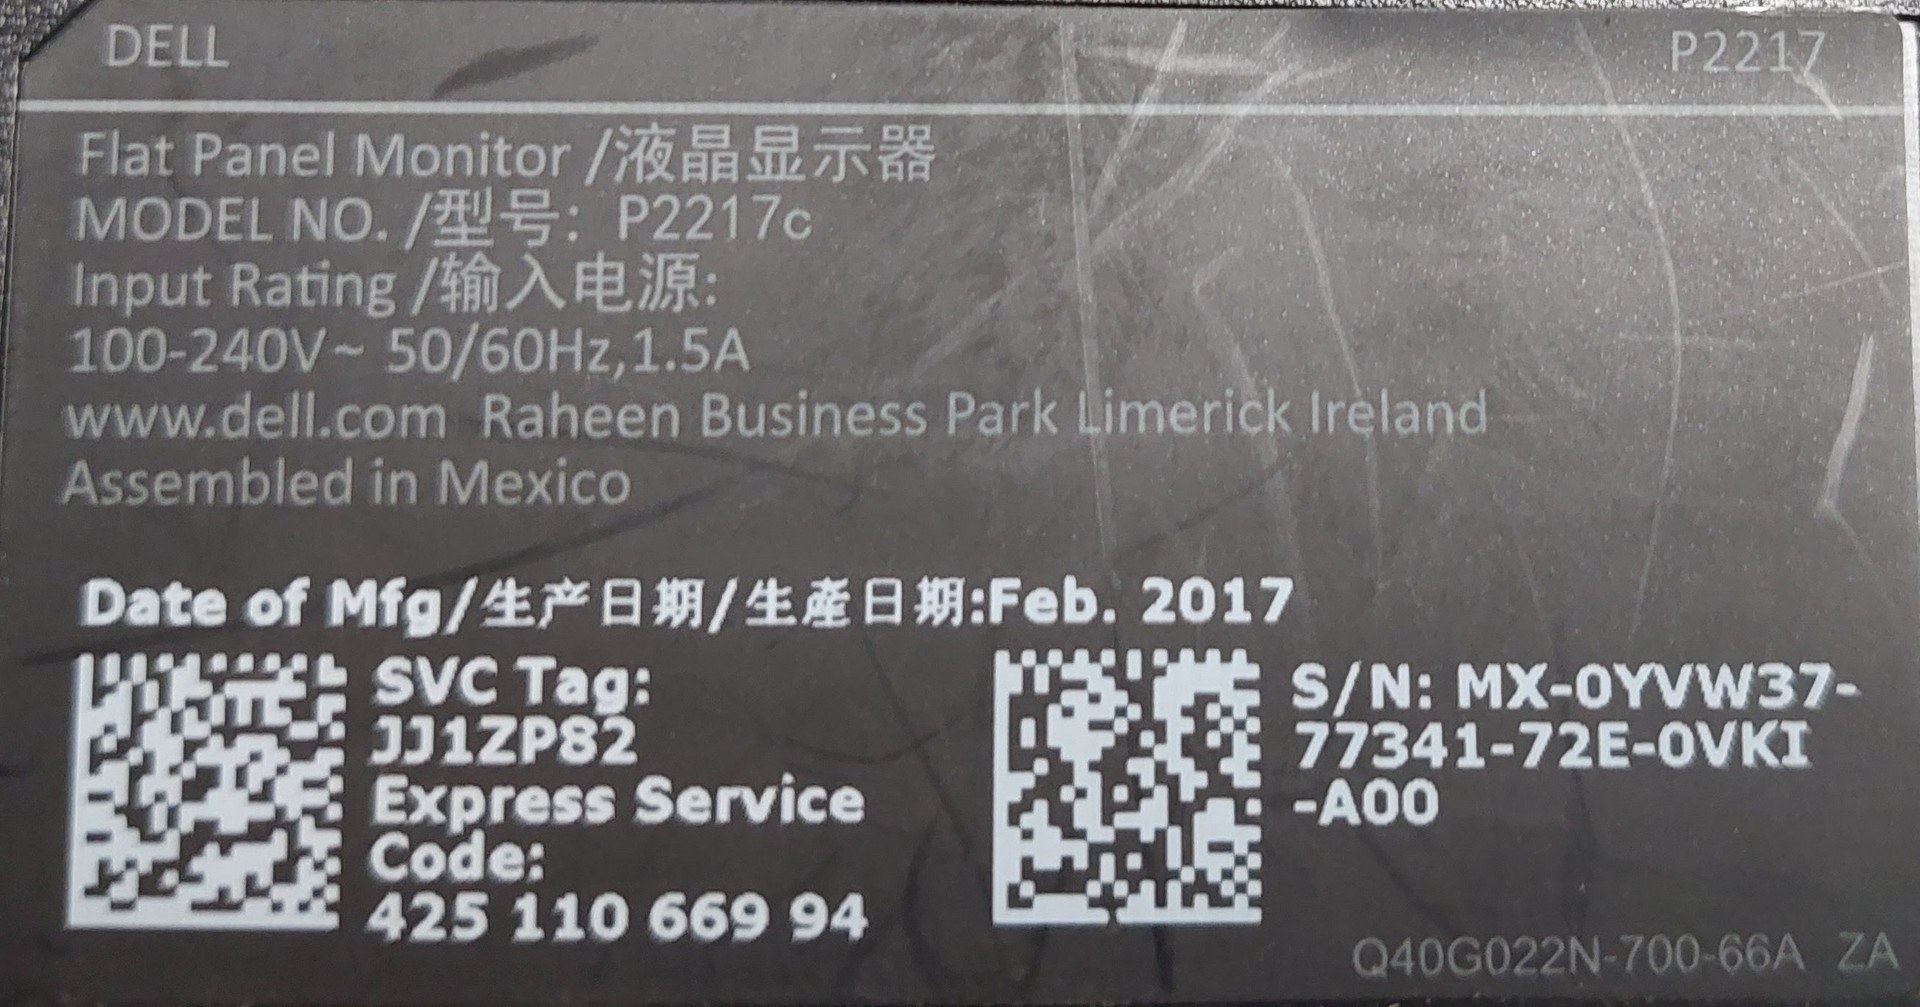 DELL P2217
Flat Panel Monitor /液晶显示器
MODEL NO. /型号: P2217c
Input Rating /输入电源:
100-240V~ 50/60Hz,1.5A
www.dell.com Raheen Business Park Limerick Ireland
Assembled in Mexico
Date of Mfg/生产日期/生產日期:Feb. 2017
SVC Tag:
JJ1ZP82
Express Service
Code:
425 110 669 94
S/N: MX-0YVW37-
77341-72E-0VKI
-A00
Q40G022N-700-66A ZA